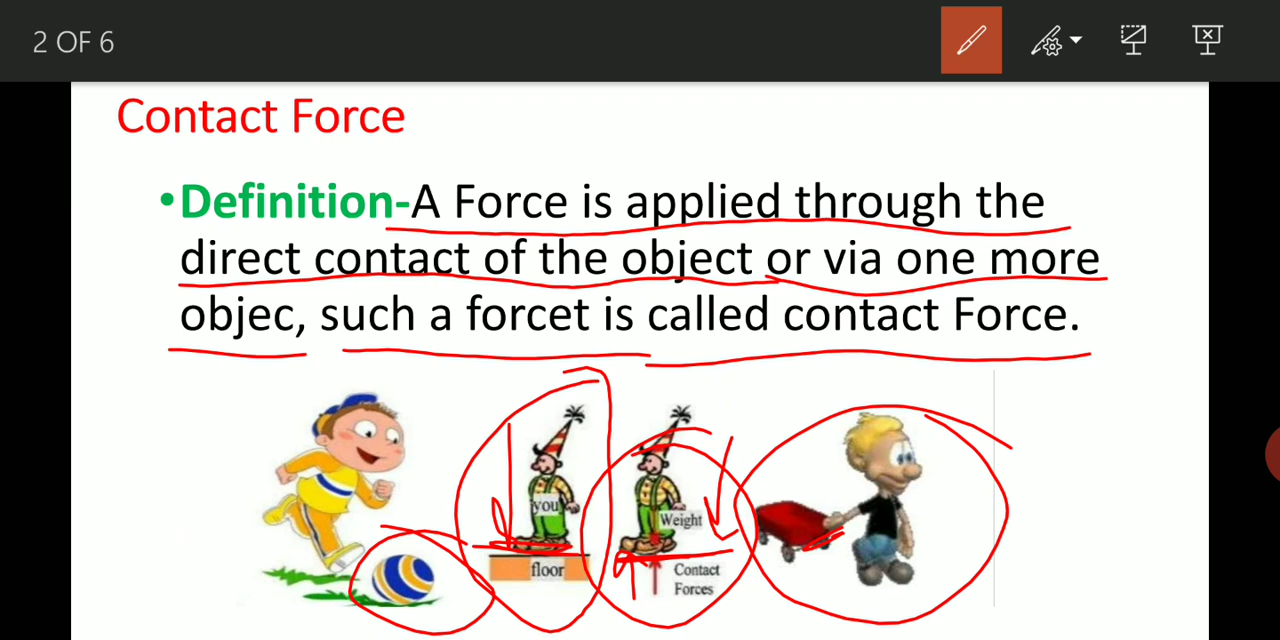 2 OF 6
Contact Force
•Definition-A Force is applied through the
direct contact of the object or via one more
objec, such a forcet is called contact Force.
you
floor
Weight
Contact
Forces